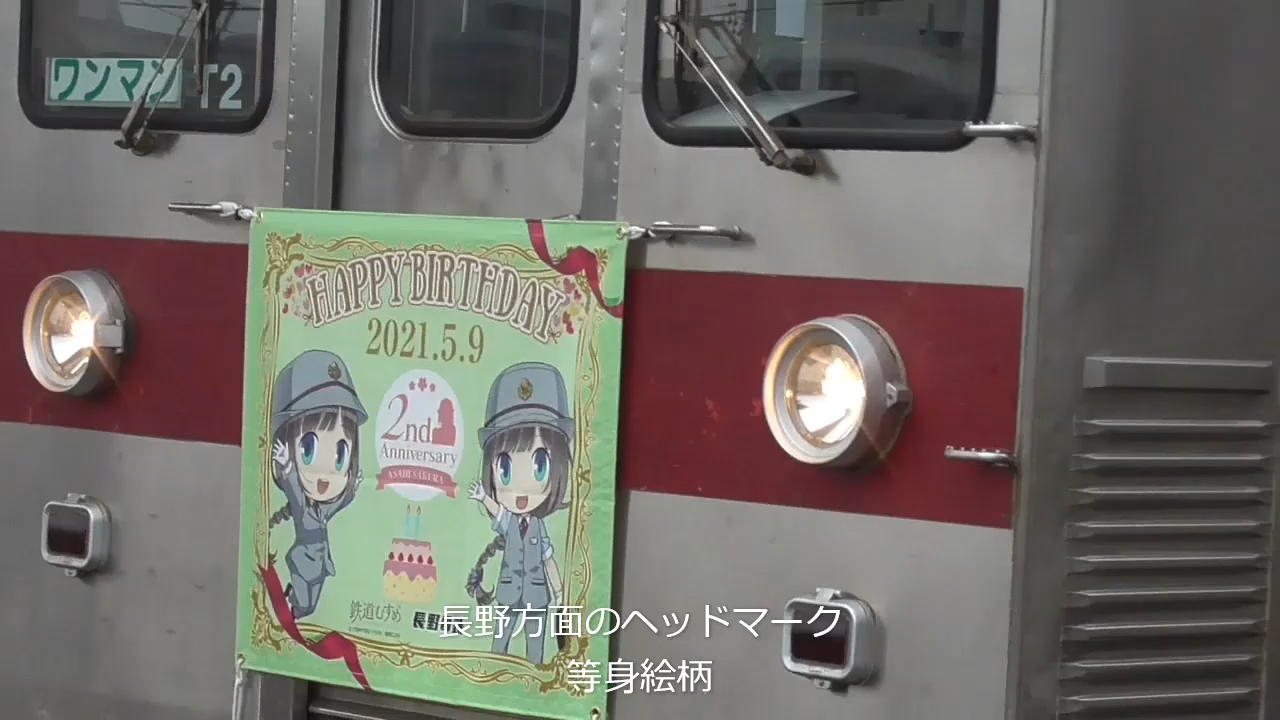 ワンマン T2
HAPPY BIRTHDAY
2021.5.9
2nd
Anniversary
ASAHI SAKURA
鉄道むすめ
長野方面のヘッドマーク
等身絵柄